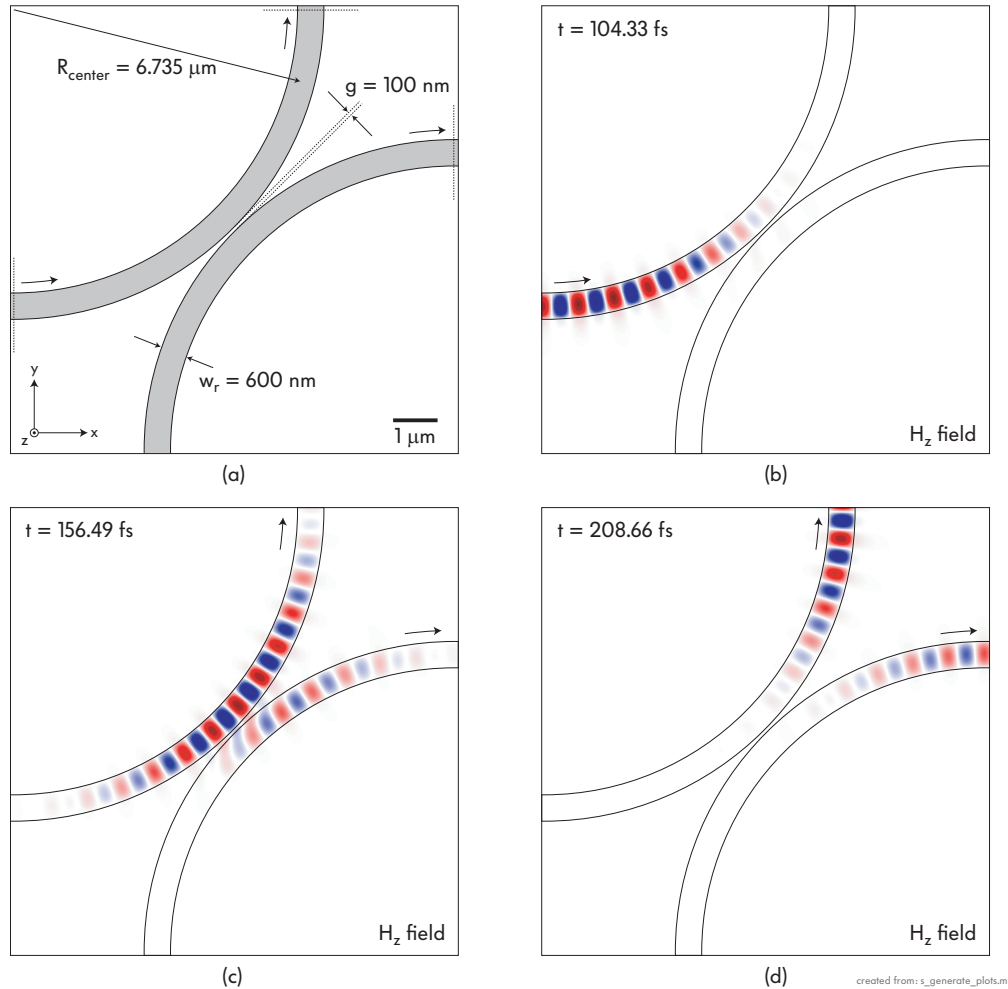 R_center = 6.735 μm
g = 100 nm
w_r = 600 nm
y
z
x
1 μm
(a)
t = 104.33 fs
H_z field
(b)
t = 156.49 fs
H_z field
(c)
t = 208.66 fs
H_z field
(d)
created from: s_generate_plots.m